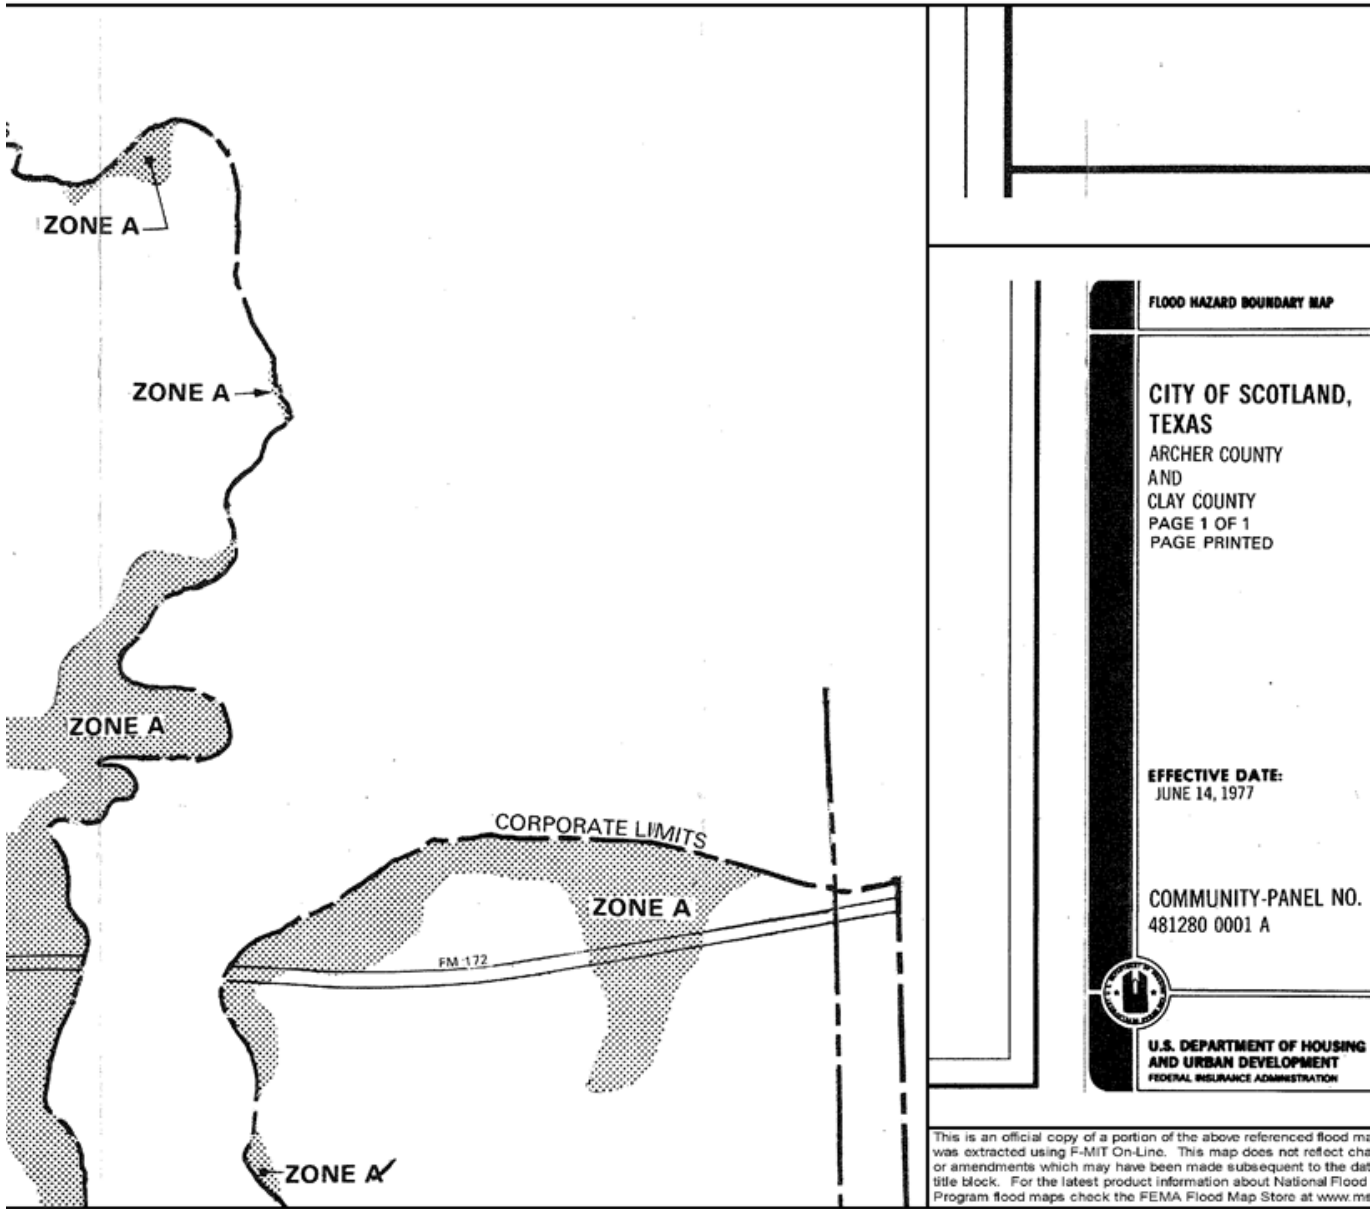 ZONE A
ZONE A
ZONE A
CORPORATE LIMITS
ZONE A
FM 172
ZONE A
FLOOD HAZARD BOUNDARY MAP
CITY OF SCOTLAND,
TEXAS
ARCHER COUNTY
AND
CLAY COUNTY
PAGE 1 OF 1
PAGE PRINTED
EFFECTIVE DATE:
JUNE 14, 1977
COMMUNITY-PANEL NO.
481280 0001 A
U.S. DEPARTMENT OF HOUSING
AND URBAN DEVELOPMENT
FEDERAL INSURANCE ADMINISTRATION
This is an official copy of a portion of the above referenced flood ma
was extracted using F-MIT On-Line. This map does not reflect cha
or amendments which may have been made subsequent to the dat
title block. For the latest product information about National Flood
Program flood maps check the FEMA Flood Map Store at www.ms